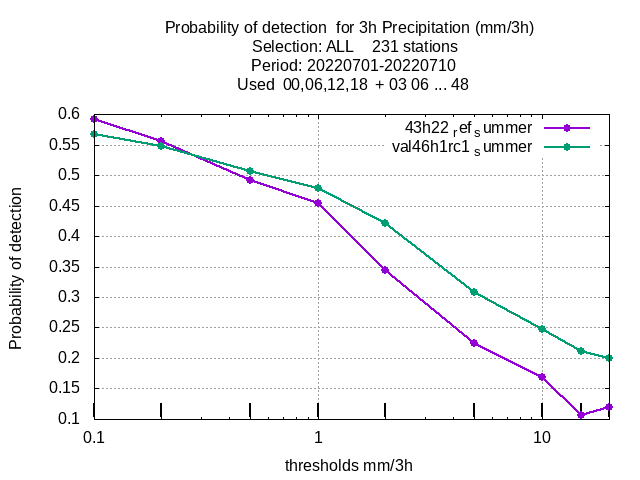 Probability of detection  for 3h Precipitation (mm/3h)
Selection: ALL    231 stations
Period: 20220701-20220710
Used  00,06,12,18  + 03 06 ... 48
43h22 ref summer
val46h1rc1 summer
0.6
0.55
0.5
0.45
0.4
0.35
0.3
0.25
0.2
0.15
0.1
Probability of detection
0.1 1 10
thresholds mm/3h